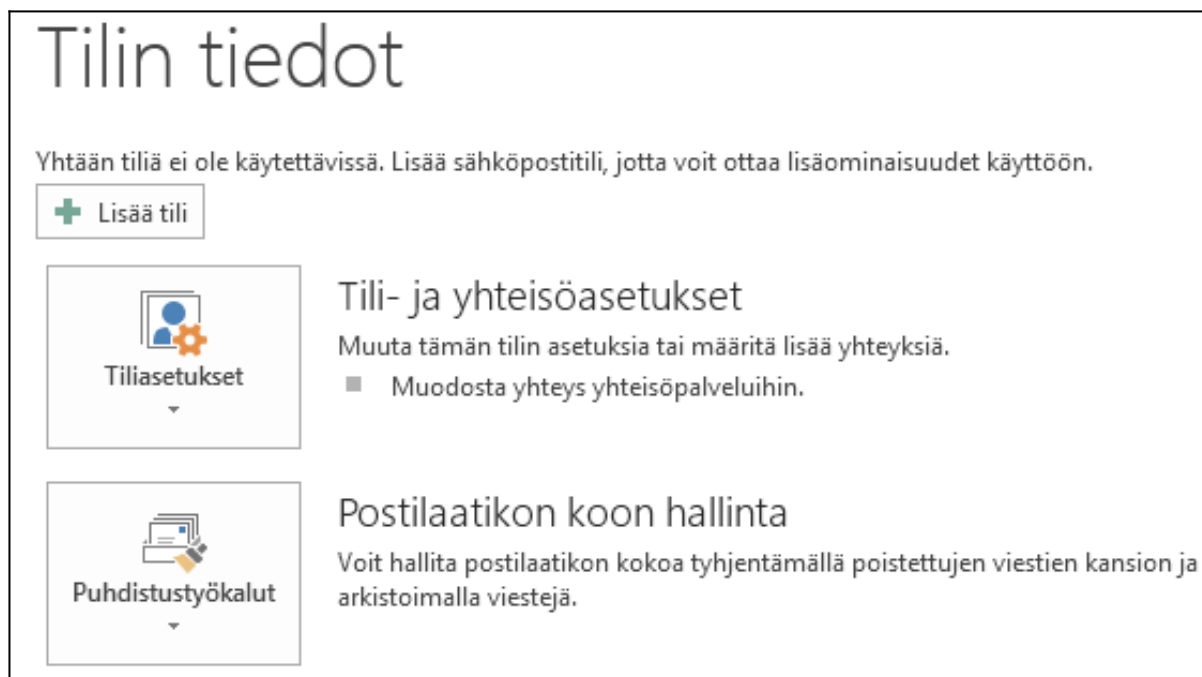 Tilin tiedot
Yhtään tiliä ei ole käytettävissä. Lisää sähköpostitili, jotta voit ottaa lisäominaisuudet käyttöön.
Lisää tili
Tiliasetukset
Tili- ja yhteisöasetukset
Muuta tämän tilin asetuksia tai määritä lisää yhteyksiä.
Muodosta yhteys yhteisöpalveluihin.
Puhdistustyökalut
Postilaatikon koon hallinta
Voit hallita postilaatikon kokoa tyhjentämällä poistettujen viestien kansion ja
arkistoimalla viestejä.